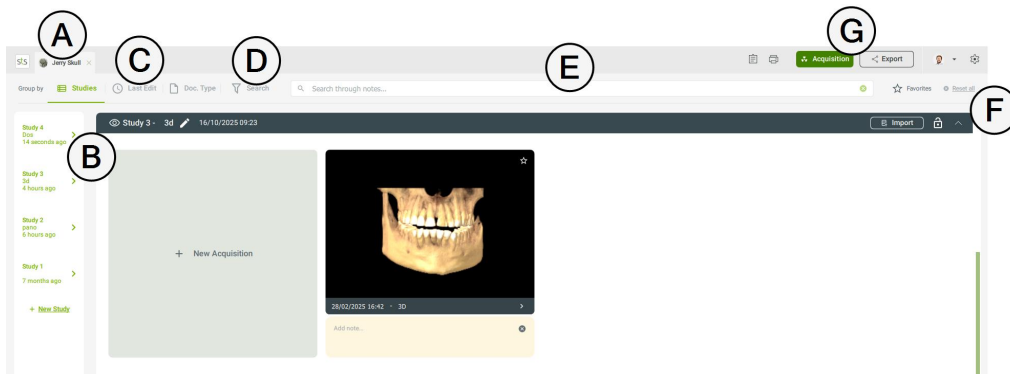 A
B
C
D
E
F
G
S|S
Jerry Skull
Acquisition
Export
Group by
Studies
Last Edit
Doc. Type
Search
Search through notes...
Favorites
Reset all
Study 4
Dos
14 seconds ago
Study 3
3d
4 hours ago
Study 2
pano
6 hours ago
Study 1
7 months ago
+ New Study
Study 3 - 3d 16/10/2025 09:23
Import
+ New Acquisition
28/02/2025 16:42 - 3D
Add note...